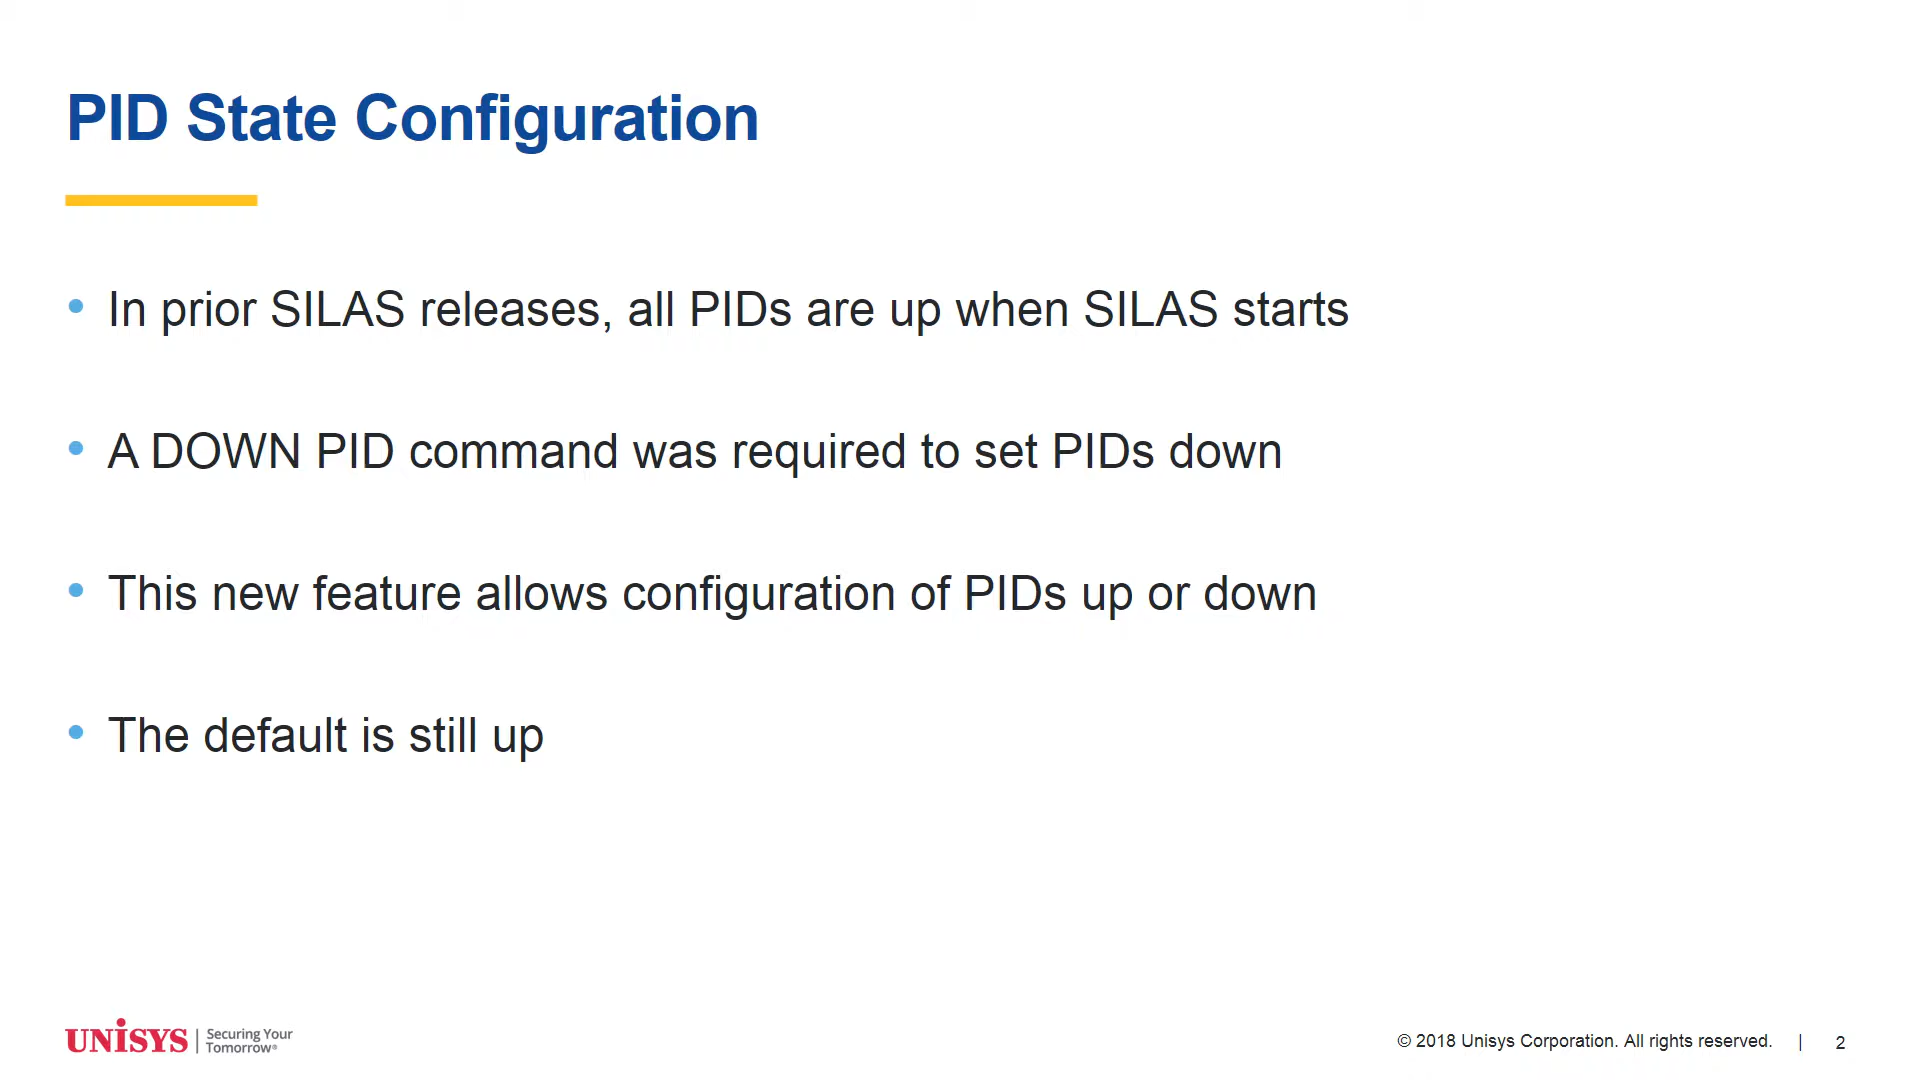 PID State Configuration
• In prior SILAS releases, all PIDs are up when SILAS starts
• A DOWN PID command was required to set PIDs down
• This new feature allows configuration of PIDs up or down
• The default is still up
UNISYS | Securing Your
Tomorrow®
© 2018 Unisys Corporation. All rights reserved. | 2